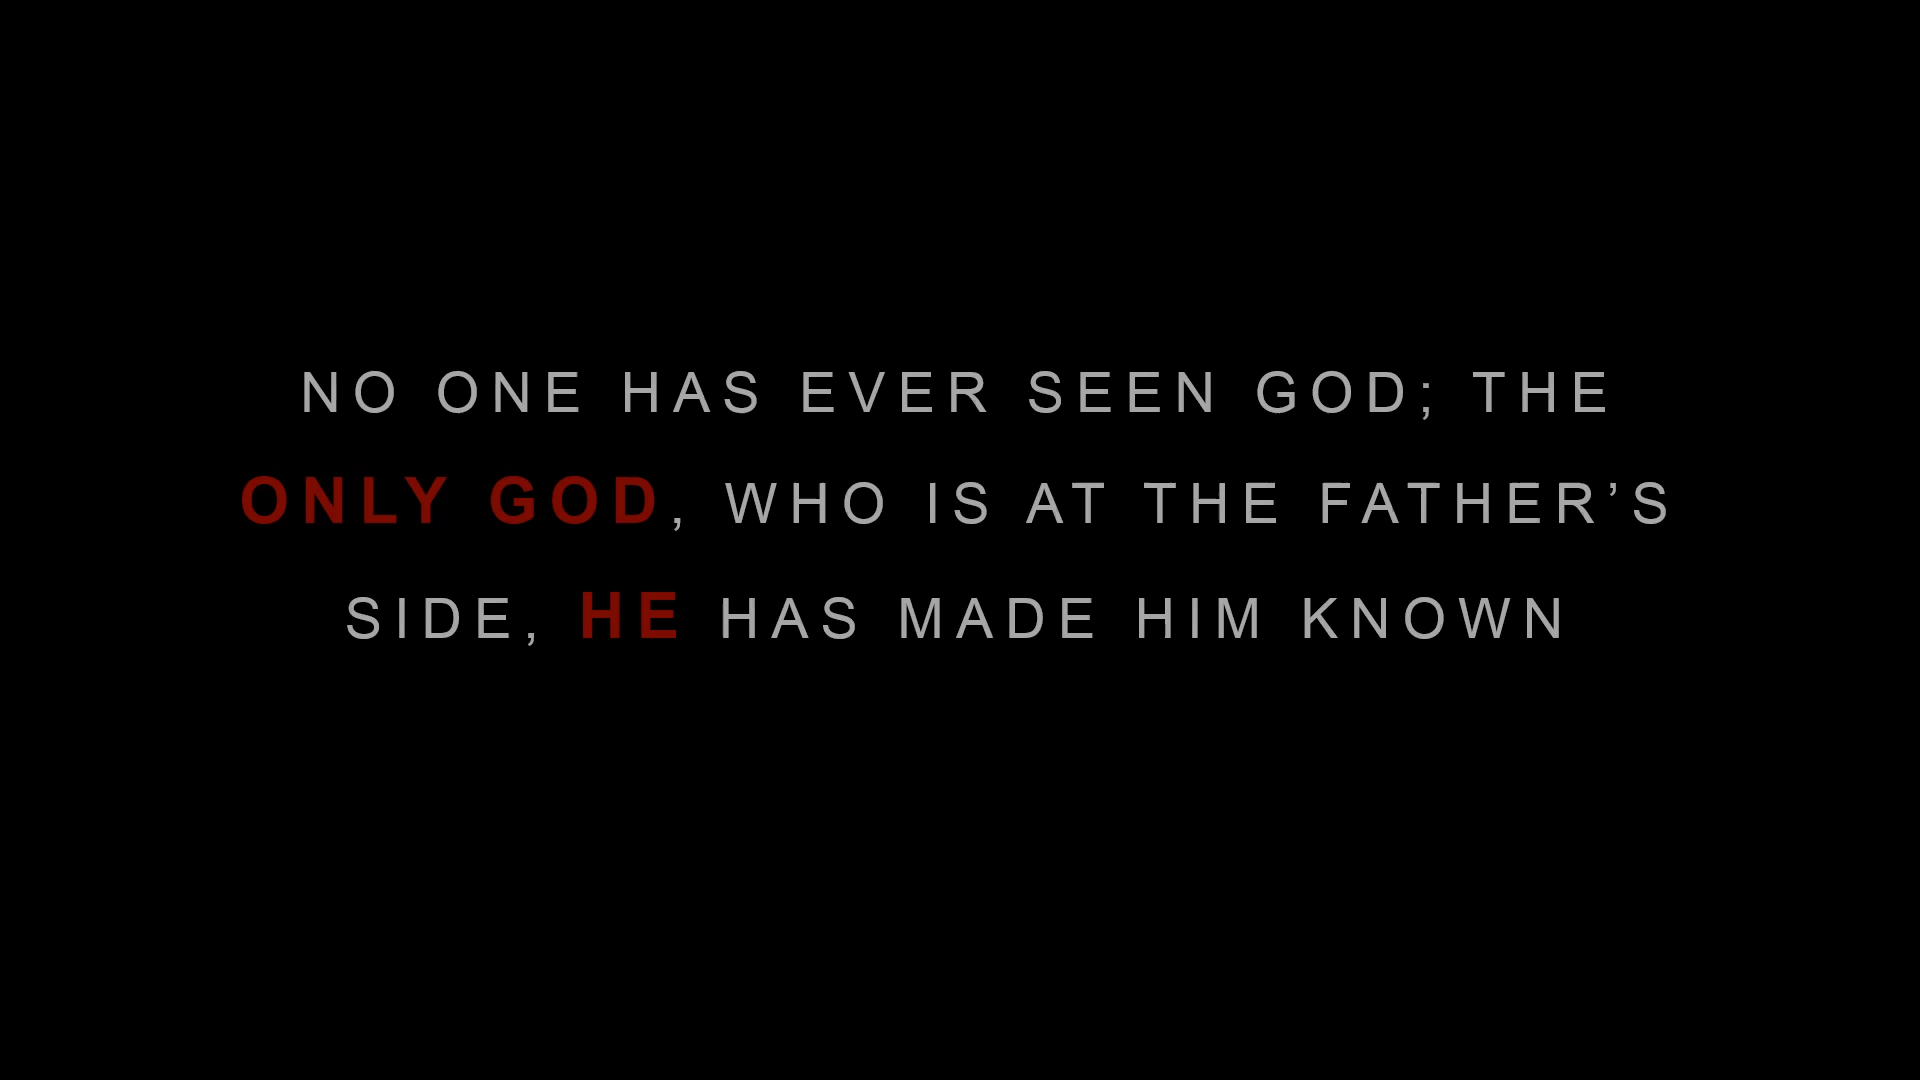 NO ONE HAS EVER SEEN GOD; THE
ONLY GOD, WHO IS AT THE FATHER’S
SIDE, HE HAS MADE HIM KNOWN